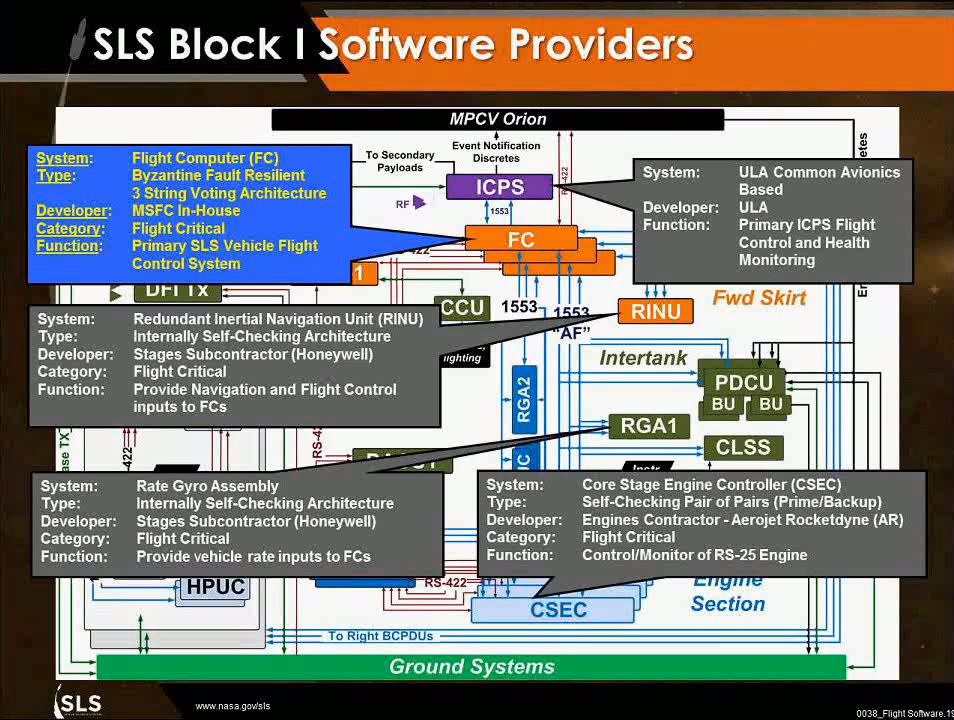 SLS Block I Software Providers
MPCV Orion
Event Notification
Discretes
To Secondary
Payloads
RS-422
ICPS
RF
1553
FC
System: Flight Computer (FC)
Type: Byzantine Fault Resilient
3 String Voting Architecture
Developer: MSFC In-House
Category: Flight Critical
Function: Primary SLS Vehicle Flight
Control System
System: ULA Common Avionics
Based
Developer: ULA
Function: Primary ICPS Flight
Control and Health
Monitoring
DFI Tx
CCU
1553
1553
"AF"
RINU
Fwd Skirt
System: Redundant Inertial Navigation Unit (RINU)
Type: Internally Self-Checking Architecture
Developer: Stages Subcontractor (Honeywell)
Category: Flight Critical
Function: Provide Navigation and Flight Control
inputs to FCs
Intertank
PDCU
BU
BU
RGA2
RGA1
CLSS
System: Rate Gyro Assembly
Type: Internally Self-Checking Architecture
Developer: Stages Subcontractor (Honeywell)
Category: Flight Critical
Function: Provide vehicle rate inputs to FCs
System: Core Stage Engine Controller (CSEC)
Type: Self-Checking Pair of Pairs (Prime/Backup)
Developer: Engines Contractor - Aerojet Rocketdyne (AR)
Category: Flight Critical
Function: Control/Monitor of RS-25 Engine
HPUC
RS-422
CSEC
Engine
Section
To Right BCPDUs
Ground Systems
SLS
www.nasa.gov/sls
0038_Flight Software.19